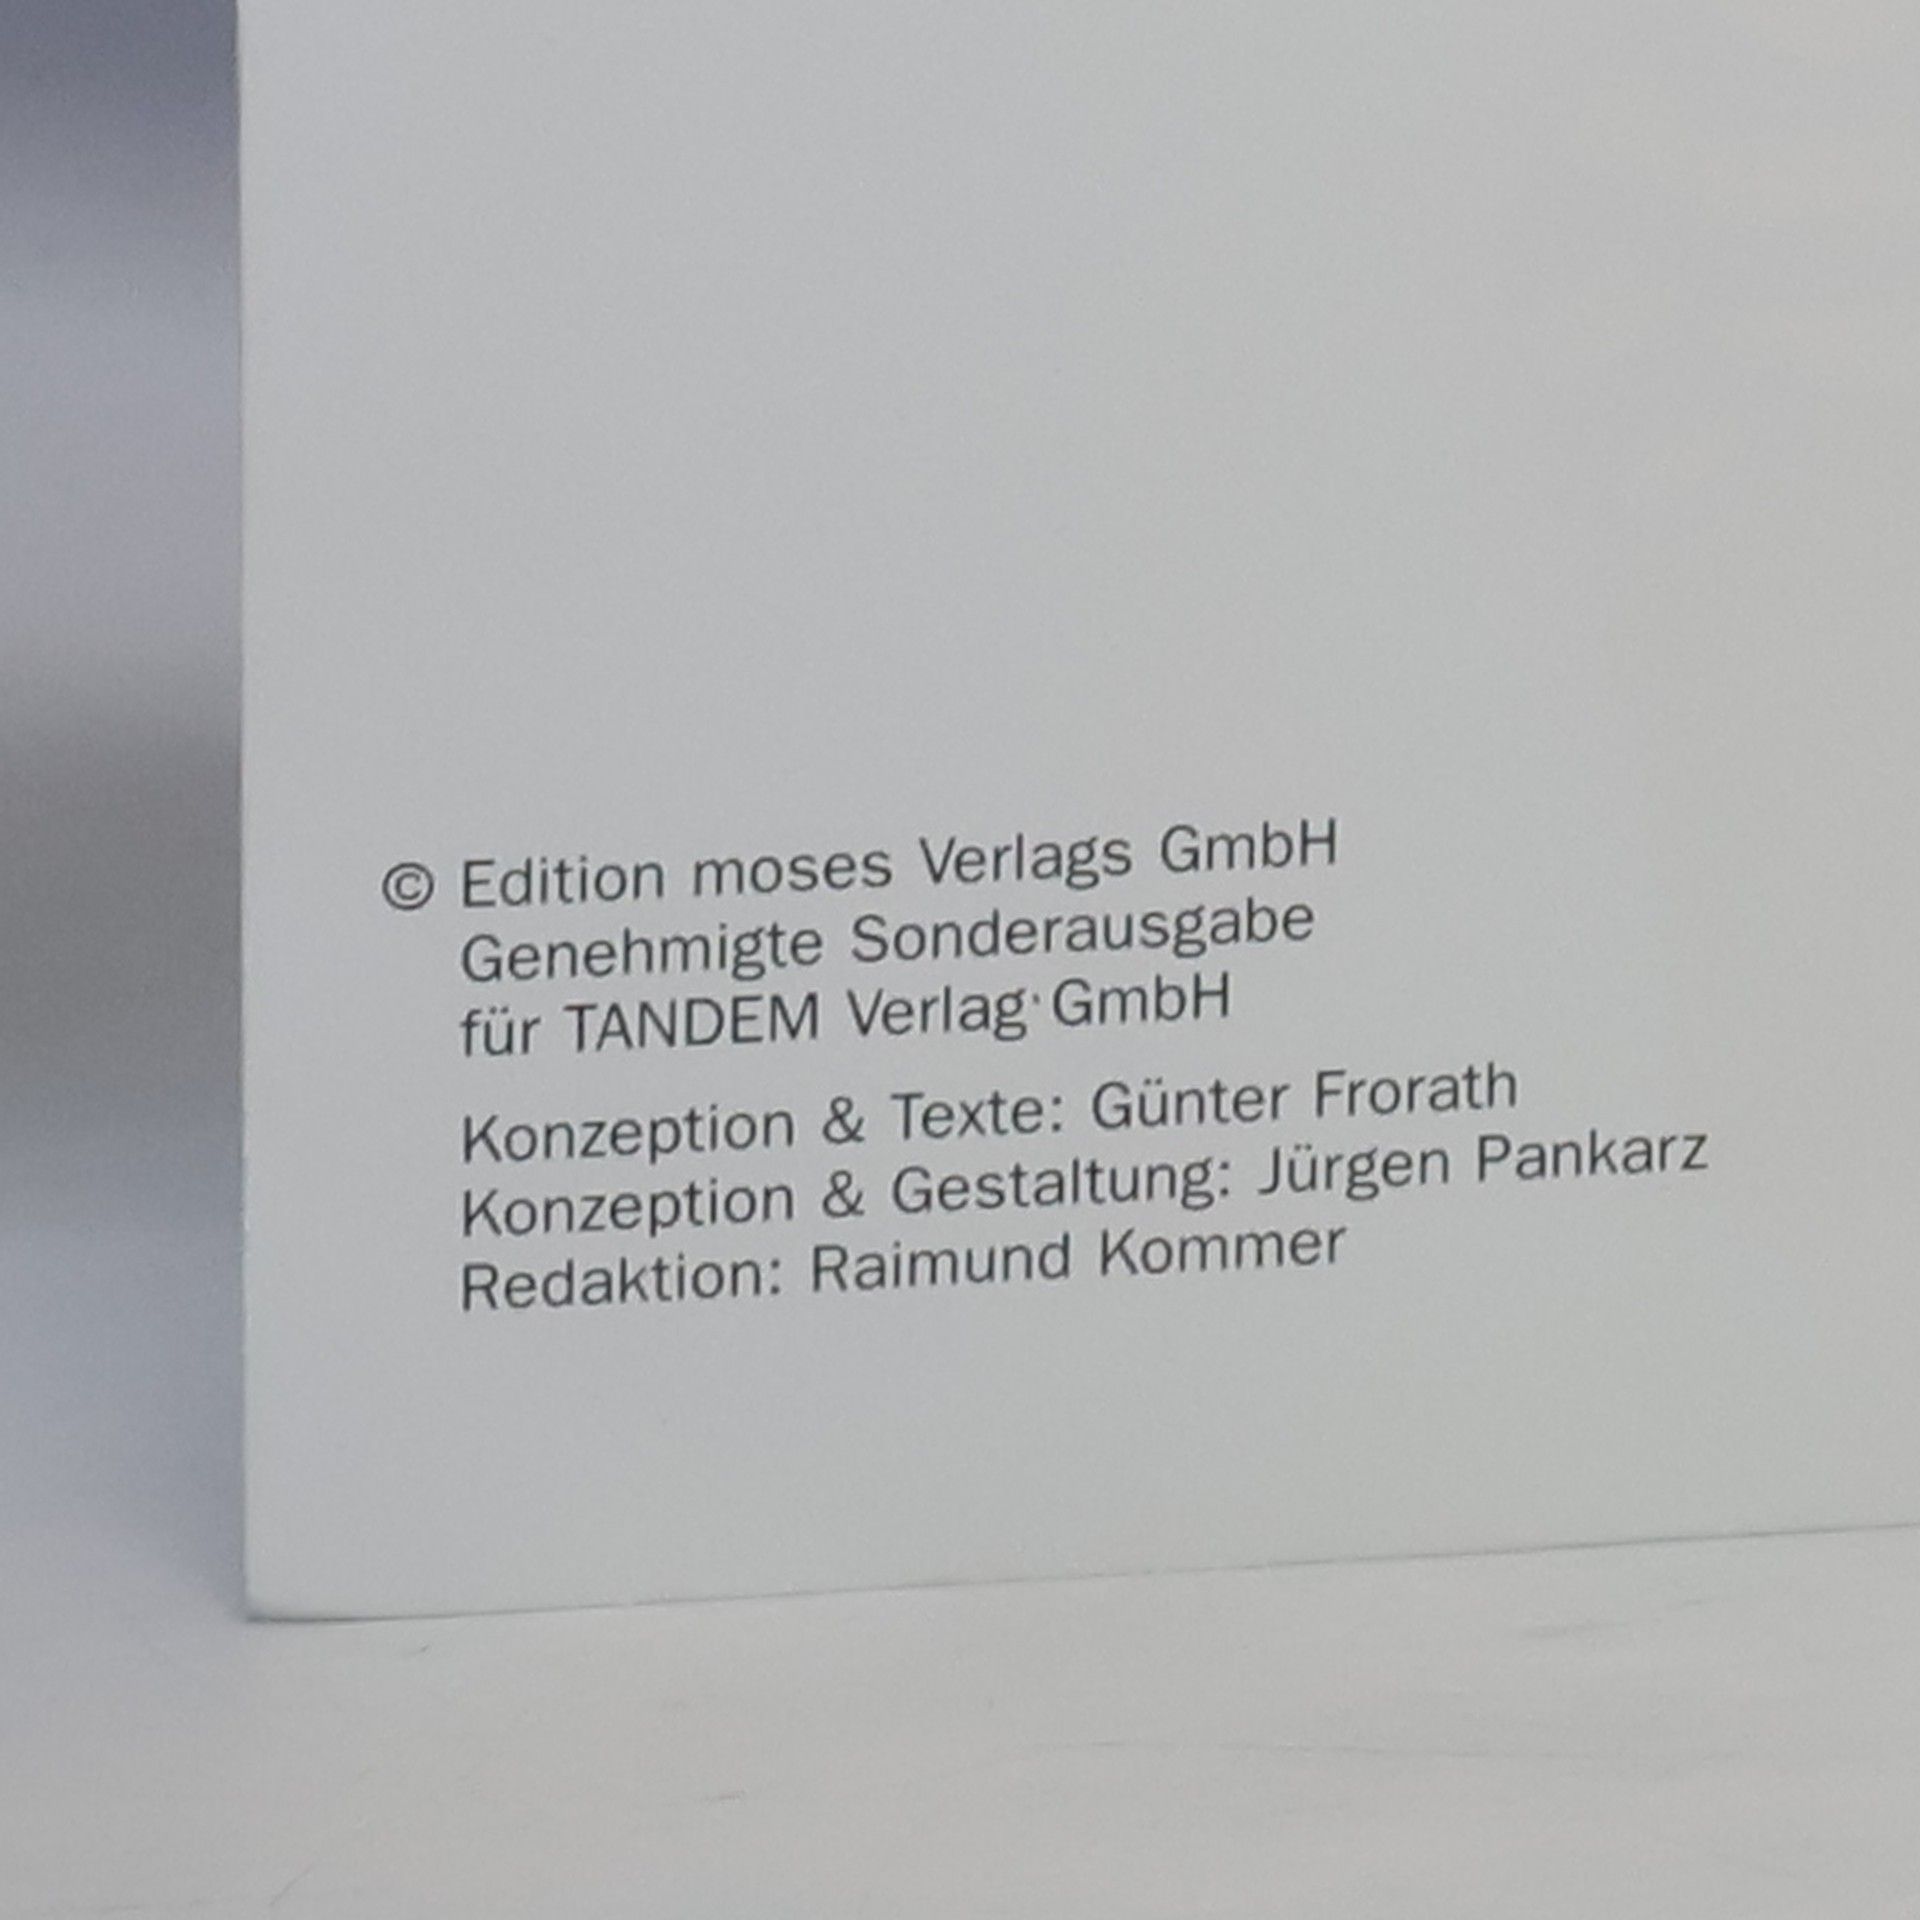 © Edition moses Verlags GmbH
Genehmigte Sonderausgabe
für TANDEM Verlag GmbH
Konzeption & Texte: Günter Frorath
Konzeption & Gestaltung: Jürgen Pankarz
Redaktion: Raimund Kommer